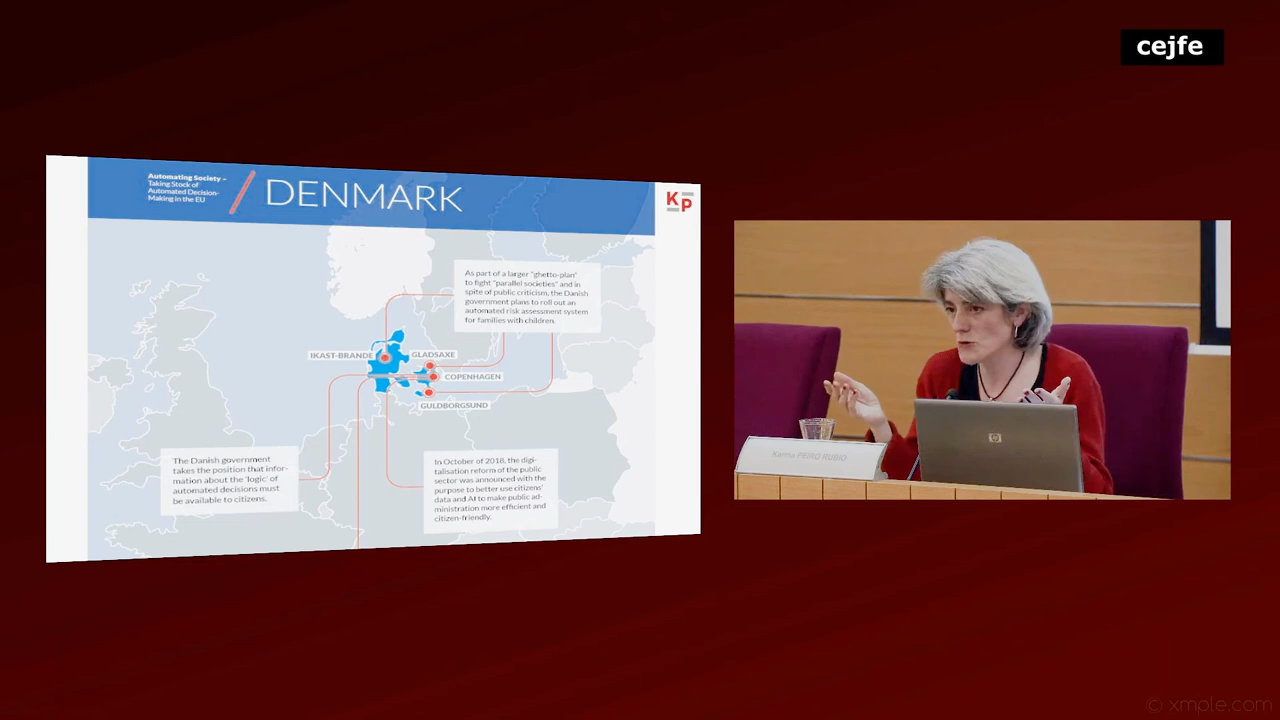 cejfe
Automating Society –
Taking Stock of
Automated Decision-
Making in the EU
DENMARK
KP
As part of a larger "ghetto-plan"
to fight "parallel societies" and in
spite of public criticism, the Danish
government plans to roll out an
automated risk assessment system
for families with children.
IKAST-BRANDE
GLADSAXE
COPENHAGEN
GULDBORGSUND
The Danish government
takes the position that infor-
mation about the 'logic' of
automated decisions must
be available to citizens.
In October of 2018, the digi-
talisation reform of the public
sector was announced with the
purpose to better use citizens'
data and AI to make public ad-
ministration more efficient and
citizen-friendly.
Karma PEIRÓ RUBIO
hp
© xmple.com